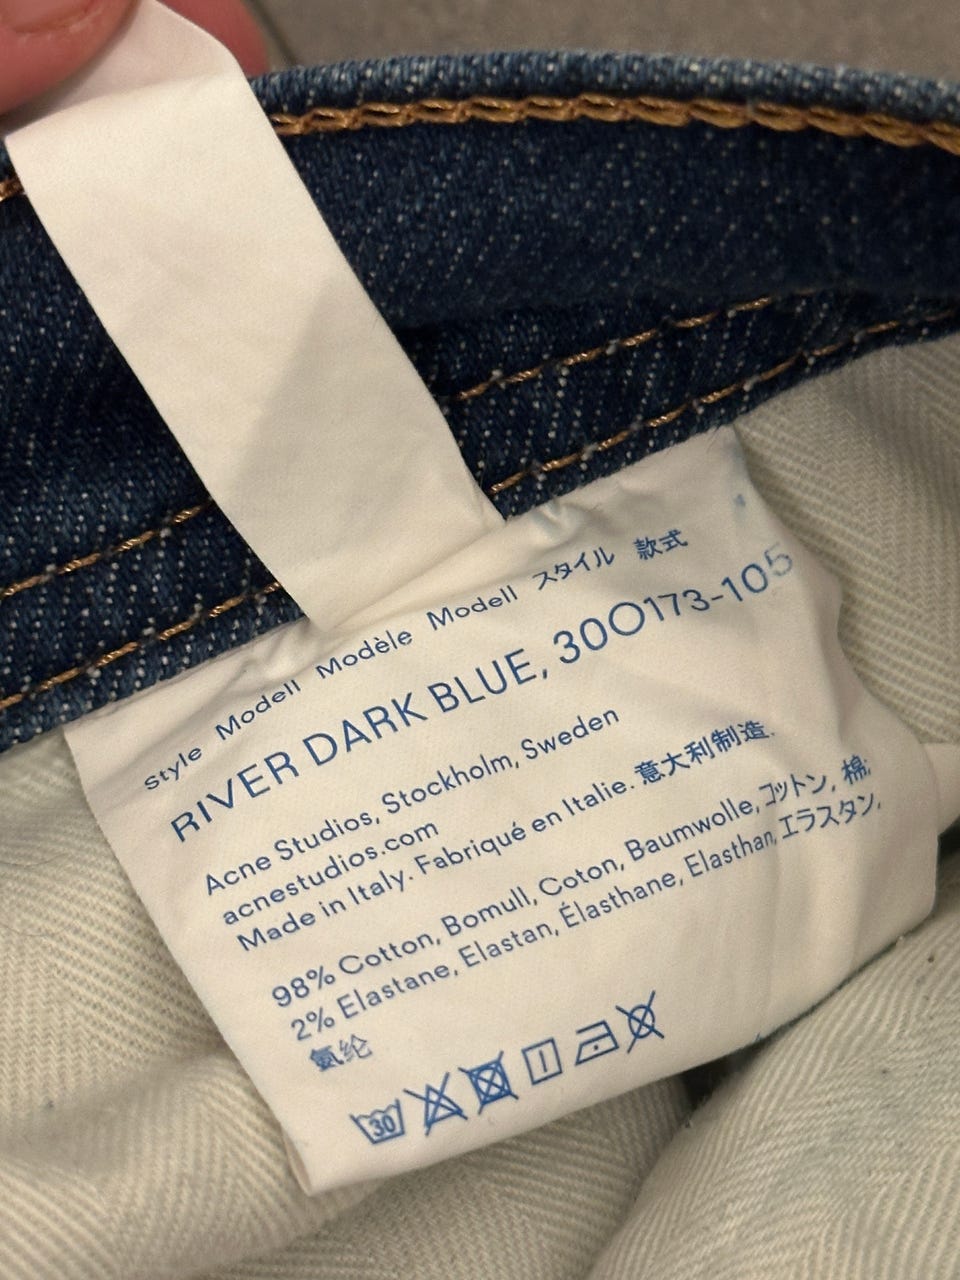 Style Modell Modèle Modell スタイル 款式
RIVER DARK BLUE, 30O173-105
Acne Studios, Stockholm, Sweden
acnestudios.com
Made in Italy. Fabriqué en Italie. 意大利制造.
98% Cotton, Bomull, Coton, Baumwolle, コットン, 棉;
2% Elastane, Elastan, Élasthane, Elasthan, エラスタン,
氨纶
30